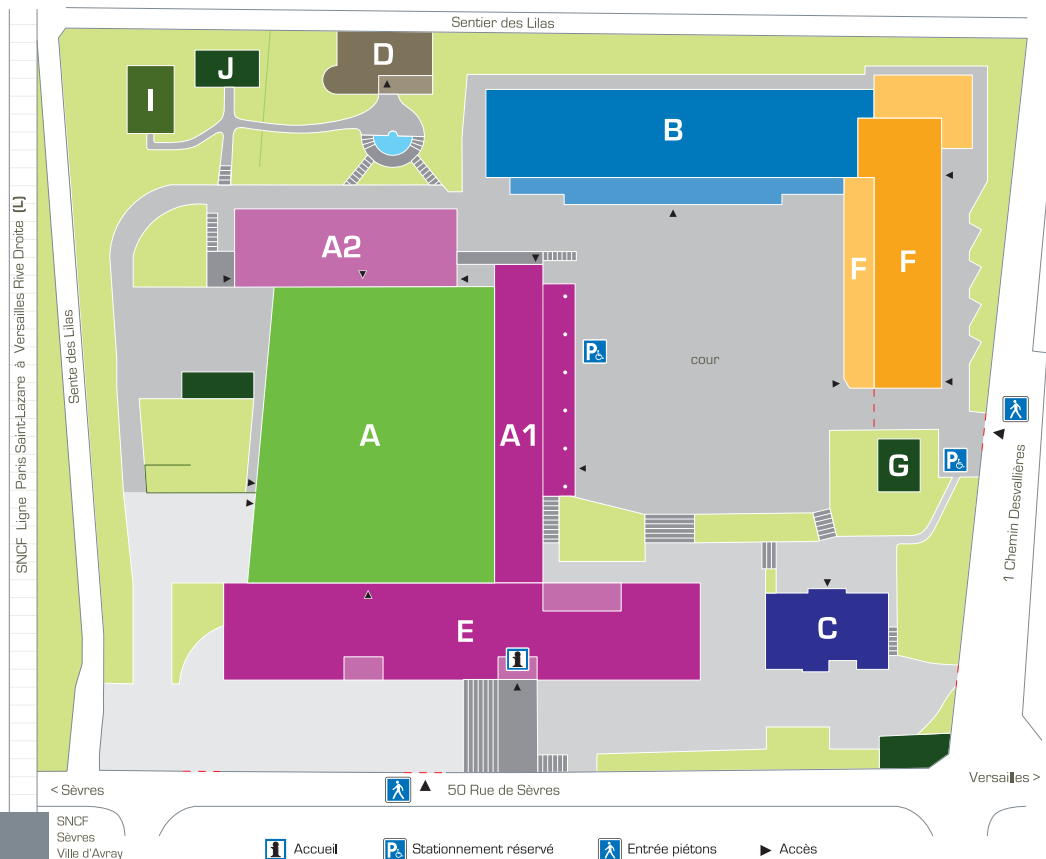 Sentier des Lilas
D
J
I
B
A2
F
F
SNCF Ligne Paris Saint-Lazare à Versailles Rive Droite (L)
Sente des Lilas
P
cour
A
A1
G
P
1 Chemin Desvallières
E
i
C
< Sèvres
50 Rue de Sèvres
Versailles >
SNCF
Sèvres
Ville d'Avray
i Accueil
P Stationnement réservé
Entrée piétons
Accès